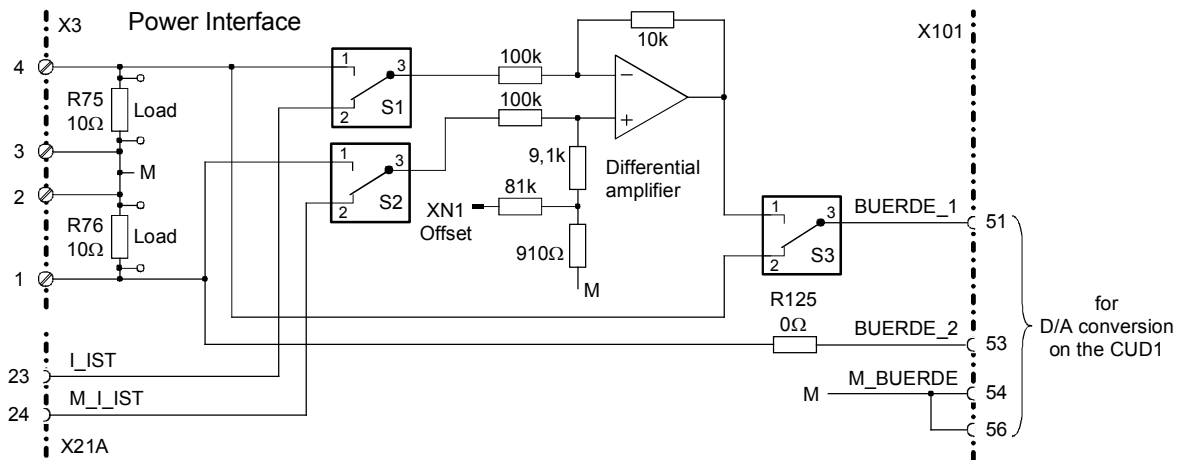 X3
Power Interface
X101
10k
4
1
3
2
S1
100k
−
100k
+
R75
10Ω
Load
3
M
2
R76
10Ω
Load
1
1
3
2
S2
9,1k
81k
XN1
Offset
910Ω
M
Differential
amplifier
1
3
2
S3
BUERDE_1
51
R125
0Ω
BUERDE_2
53
for
D/A conversion
on the CUD1
23
I_IST
24
M_I_IST
M
M_BUERDE
54
56
X21A